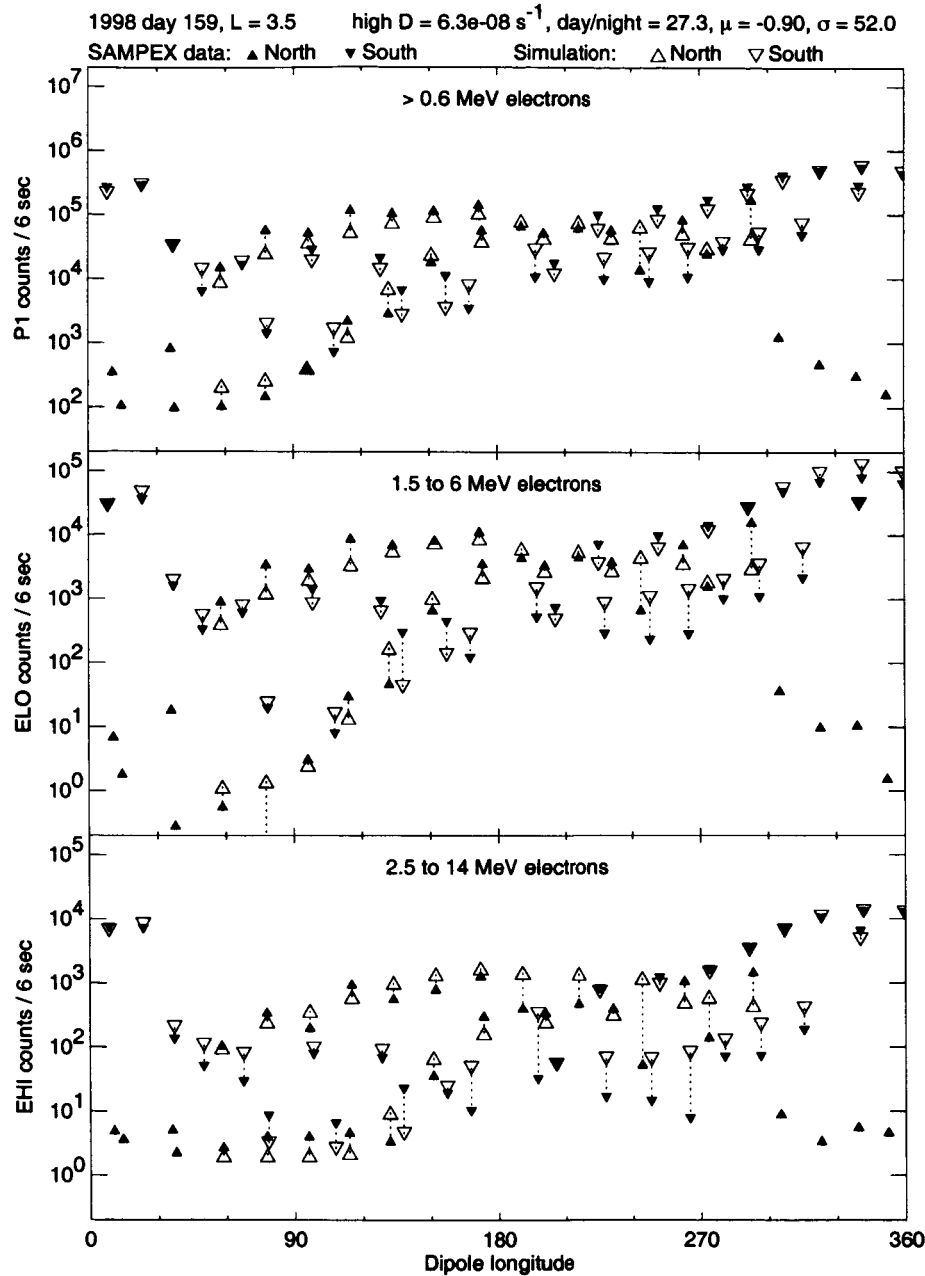 1998 day 159, L = 3.5 high D = 6.3e-08 s⁻¹, day/night = 27.3, μ = -0.90, σ = 52.0
SAMPEX data: ▲ North ▼ South Simulation: △ North ▽ South
> 0.6 MeV electrons
P1 counts / 6 sec
10⁷
10⁶
10⁵
10⁴
10³
10²
1.5 to 6 MeV electrons
ELO counts / 6 sec
10⁵
10⁴
10³
10²
10¹
10⁰
2.5 to 14 MeV electrons
EHI counts / 6 sec
10⁵
10⁴
10³
10²
10¹
10⁰
0 90 180 270 360
Dipole longitude